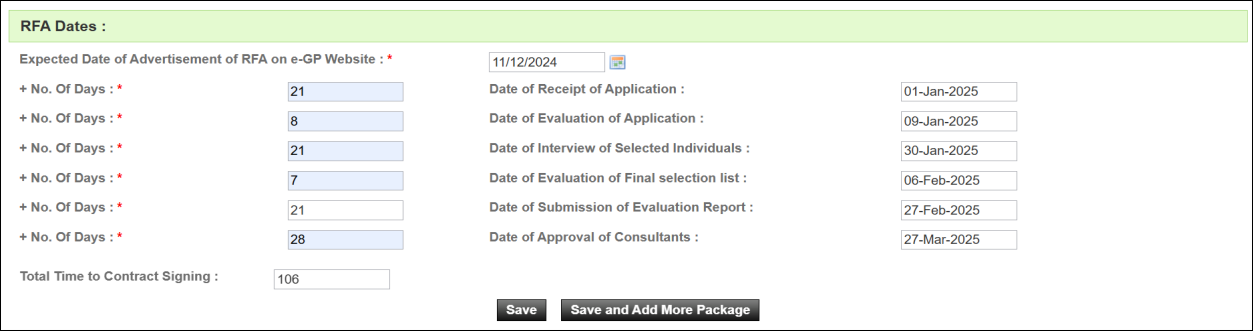 RFA Dates :
Expected Date of Advertisement of RFA on e-GP Website : * 11/12/2024
+ No. Of Days : * 21 Date of Receipt of Application : 01-Jan-2025
+ No. Of Days : * 8 Date of Evaluation of Application : 09-Jan-2025
+ No. Of Days : * 21 Date of Interview of Selected Individuals : 30-Jan-2025
+ No. Of Days : * 7 Date of Evaluation of Final selection list : 06-Feb-2025
+ No. Of Days : * 21 Date of Submission of Evaluation Report : 27-Feb-2025
+ No. Of Days : * 28 Date of Approval of Consultants : 27-Mar-2025
Total Time to Contract Signing : 106
Save Save and Add More Package